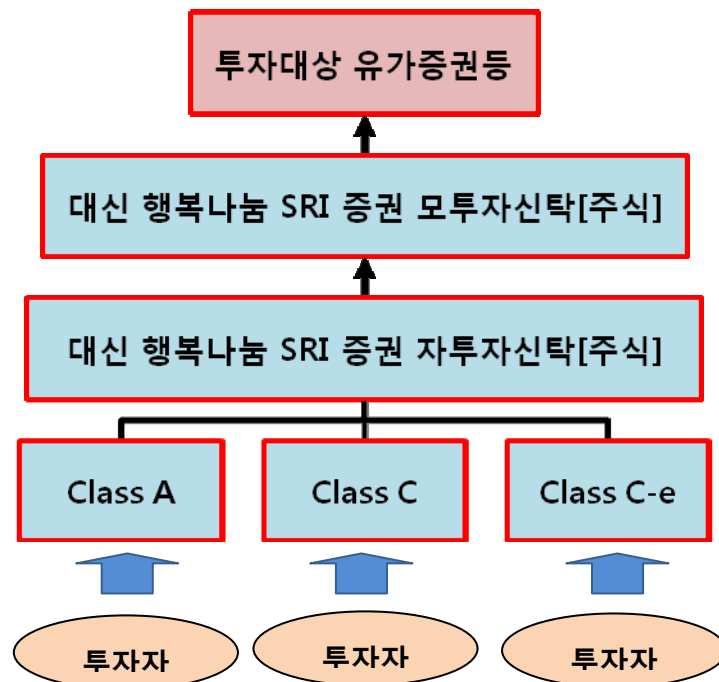 투자대상 유가증권등
대신 행복나눔 SRI 증권 모투자신탁[주식]
대신 행복나눔 SRI 증권 자투자신탁[주식]
Class A
Class C
Class C-e
투자자
투자자
투자자